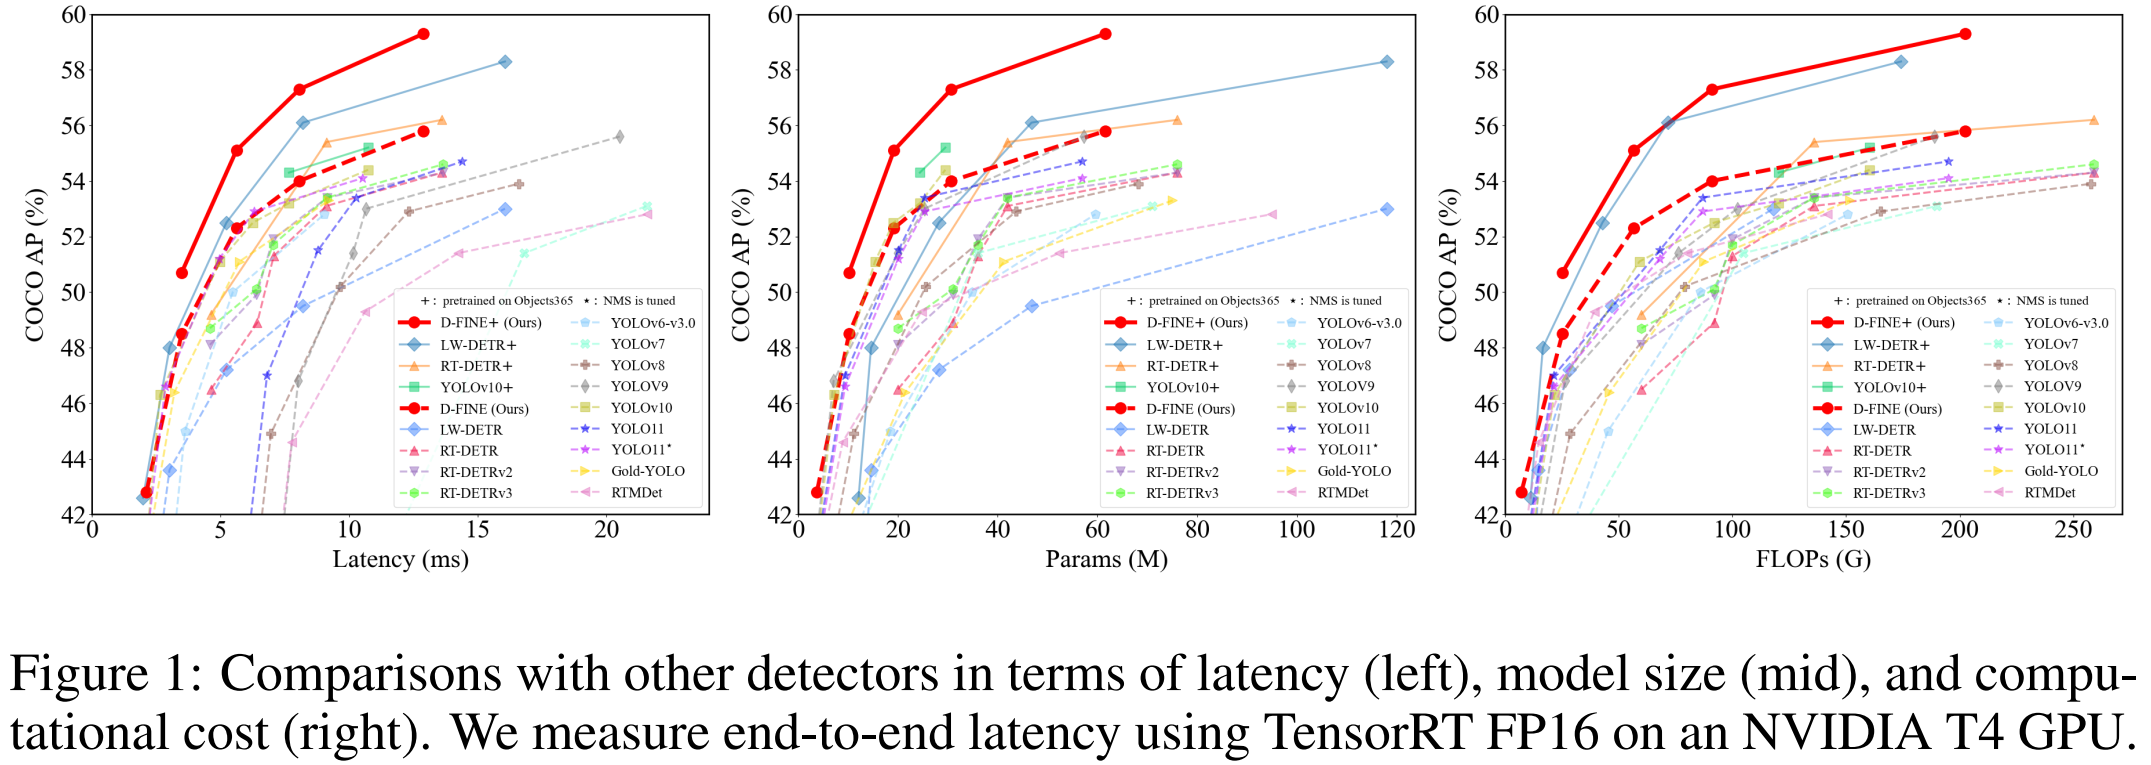 60
58
56
54
52
50
48
46
44
42
0
5
10
15
20
COCO AP (%)
Latency (ms)
+ : pretrained on Objects365 ⋆ : NMS is tuned
D-FINE+ (Ours)
LW-DETR+
RT-DETR+
YOLOv10+
D-FINE (Ours)
LW-DETR
RT-DETR
RT-DETRv2
RT-DETRv3
YOLOv6-v3.0
YOLOv7
YOLOv8
YOLOV9
YOLOv10
YOLO11
YOLO11⋆
Gold-YOLO
RTMDet
60
58
56
54
52
50
48
46
44
42
0
20
40
60
80
100
120
COCO AP (%)
Params (M)
+ : pretrained on Objects365 ⋆ : NMS is tuned
D-FINE+ (Ours)
LW-DETR+
RT-DETR+
YOLOv10+
D-FINE (Ours)
LW-DETR
RT-DETR
RT-DETRv2
RT-DETRv3
YOLOv6-v3.0
YOLOv7
YOLOv8
YOLOV9
YOLOv10
YOLO11
YOLO11⋆
Gold-YOLO
RTMDet
60
58
56
54
52
50
48
46
44
42
0
50
100
150
200
250
COCO AP (%)
FLOPs (G)
+ : pretrained on Objects365 ⋆ : NMS is tuned
D-FINE+ (Ours)
LW-DETR+
RT-DETR+
YOLOv10+
D-FINE (Ours)
LW-DETR
RT-DETR
RT-DETRv2
RT-DETRv3
YOLOv6-v3.0
YOLOv7
YOLOv8
YOLOV9
YOLOv10
YOLO11
YOLO11⋆
Gold-YOLO
RTMDet
Figure 1: Comparisons with other detectors in terms of latency (left), model size (mid), and compu-
tational cost (right). We measure end-to-end latency using TensorRT FP16 on an NVIDIA T4 GPU.